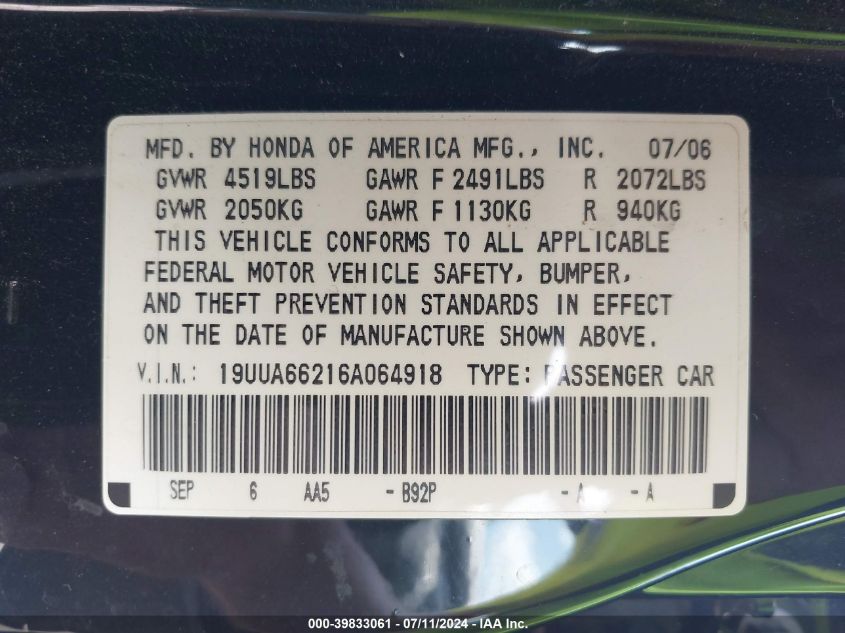 MFD. BY HONDA OF AMERICA MFG., INC. 07/06
GVWR 4519LBS GAWR F 2491LBS R 2072LBS
GVWR 2050KG GAWR F 1130KG R 940KG
THIS VEHICLE CONFORMS TO ALL APPLICABLE
FEDERAL MOTOR VEHICLE SAFETY, BUMPER,
AND THEFT PREVENTION STANDARDS IN EFFECT
ON THE DATE OF MANUFACTURE SHOWN ABOVE.
V.I.N.: 19UUA66216A064918 TYPE: PASSENGER CAR
SEP 6 AA5 - B92P - A - A
000-39833061 - 07/11/2024 - IAA Inc.